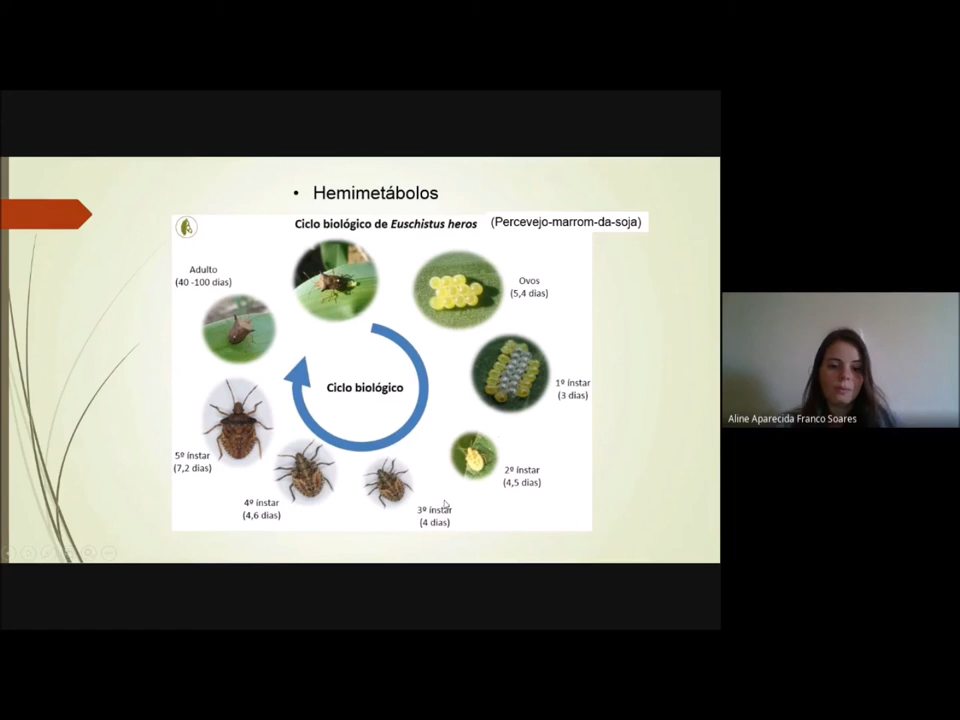 • Hemimetábolos
Ciclo biológico de Euschistus heros (Percevejo-marrom-da-soja)
Adulto
(40 -100 dias)
Ovos
(5,4 dias)
1º ínstar
(3 dias)
2º ínstar
(4,5 dias)
3º ínstar
(4 dias)
4º ínstar
(4,6 dias)
5º ínstar
(7,2 dias)
Ciclo biológico
Aline Aparecida Franco Soares